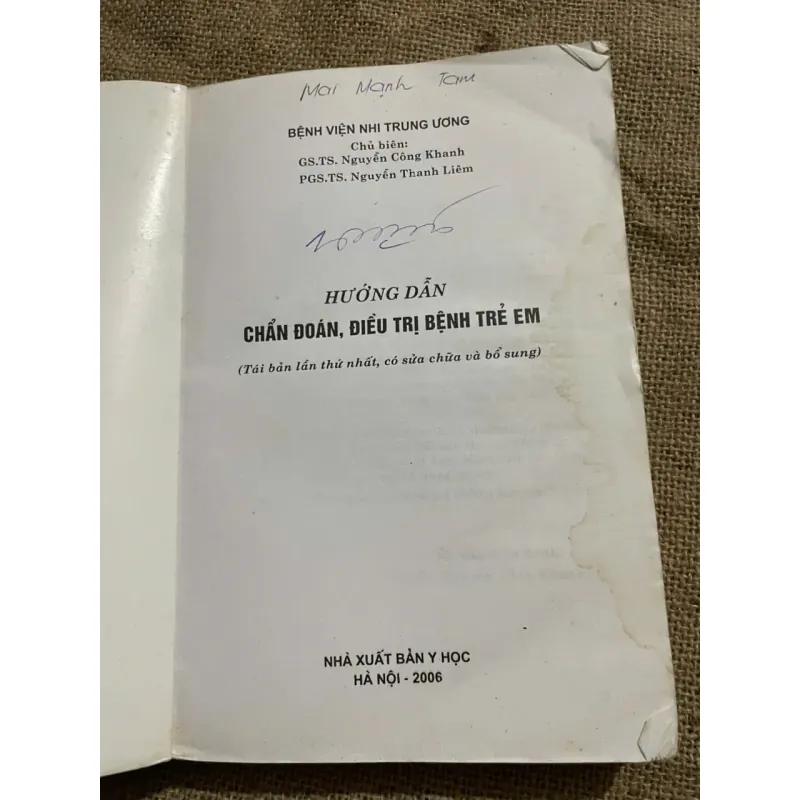 Mai Mạnh Tam
BỆNH VIỆN NHI TRUNG ƯƠNG
Chủ biên:
GS.TS. Nguyễn Công Khanh
PGS.TS. Nguyễn Thanh Liêm
HƯỚNG DẪN
CHẨN ĐOÁN, ĐIỀU TRỊ BỆNH TRẺ EM
(Tái bản lần thứ nhất, có sửa chữa và bổ sung)
NHÀ XUẤT BẢN Y HỌC
HÀ NỘI - 2006